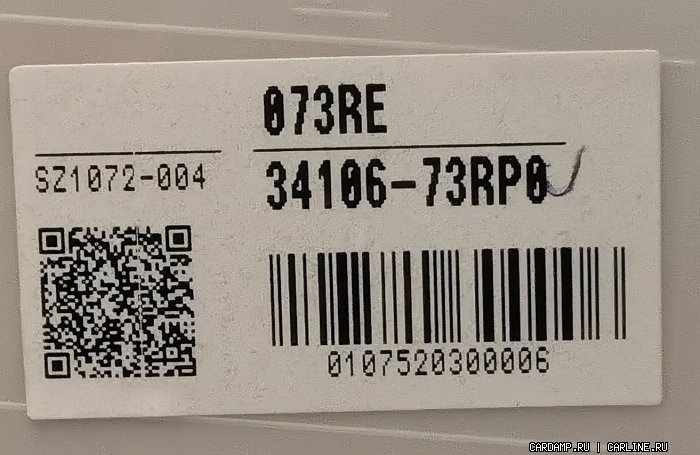 073RE
SZ1072-004
34106-73RP0
0107520300006
CARDAMP.RU | CARLINE.RU